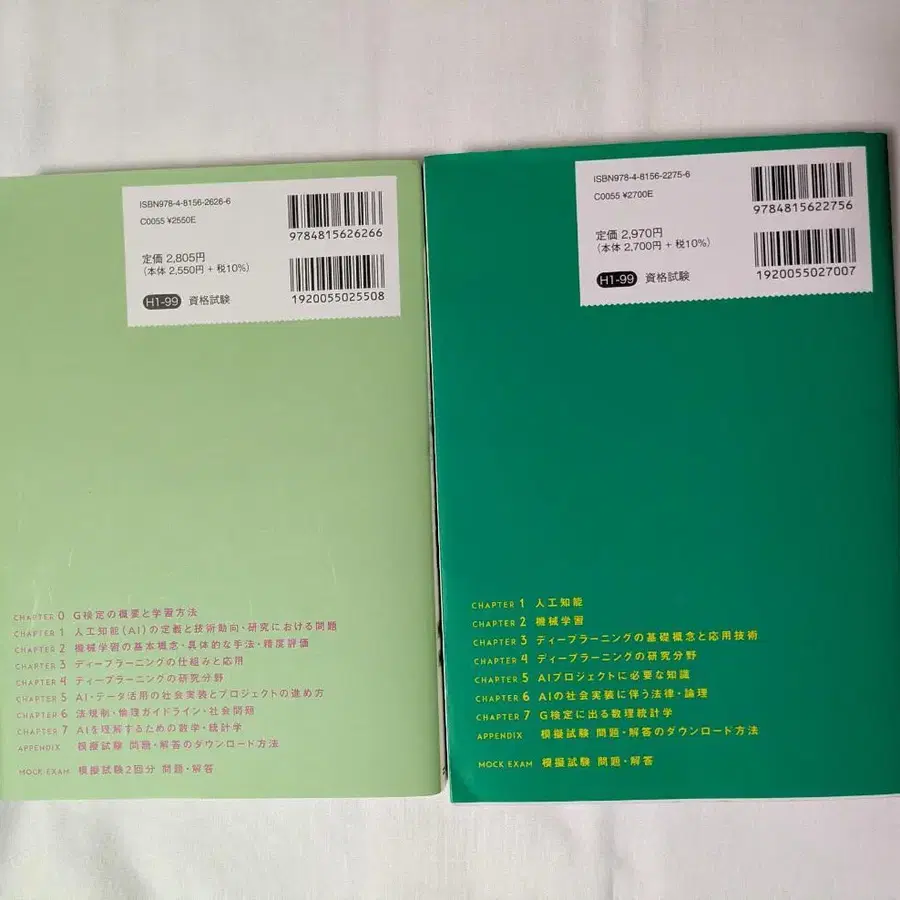 ISBN978-4-8156-2626-6
C0055 ¥2550E
9784815626266
定価 2,805円
(本体 2,550円 + 税10%)
1920055025508
H1-99 資格試験
CHAPTER 0 G検定の概要と学習方法
CHAPTER 1 人工知能(AI)の定義と技術動向・研究における問題
CHAPTER 2 機械学習の基本概念・具体的な手法・精度評価
CHAPTER 3 ディープラーニングの仕組みと応用
CHAPTER 4 ディープラーニングの研究分野
CHAPTER 5 AI・データ活用の社会実装とプロジェクトの進め方
CHAPTER 6 法規制・倫理ガイドライン・社会問題
CHAPTER 7 AIを理解するための数学・統計学
APPENDIX 模擬試験 問題・解答のダウンロード方法
MOCK EXAM 模擬試験2回分 問題・解答
ISBN978-4-8156-2275-6
C0055 ¥2700E
9784815622756
定価 2,970円
(本体 2,700円 + 税10%)
1920055027007
H1-99 資格試験
CHAPTER 1 人工知能
CHAPTER 2 機械学習
CHAPTER 3 ディープラーニングの基礎概念と応用技術
CHAPTER 4 ディープラーニングの研究分野
CHAPTER 5 AIプロジェクトに必要な知識
CHAPTER 6 AIの社会実装に伴う法律・論理
CHAPTER 7 G検定に出る数理統計学
APPENDIX 模擬試験 問題・解答のダウンロード方法
MOCK EXAM 模擬試験 問題・解答